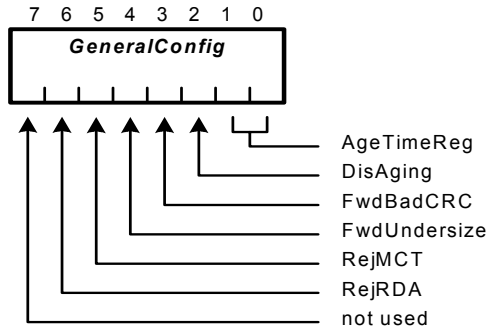 7 6 5 4 3 2 1 0
GeneralConfig
AgeTimeReg
DisAging
FwdBadCRC
FwdUndersize
RejMCT
RejRDA
not used